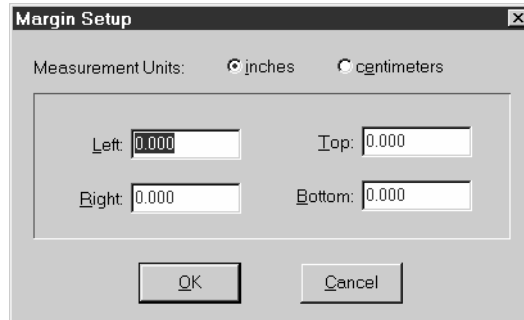 Margin Setup
Measurement Units: inches centimeters
Left: 0.000 Top: 0.000
Right: 0.000 Bottom: 0.000
OK Cancel